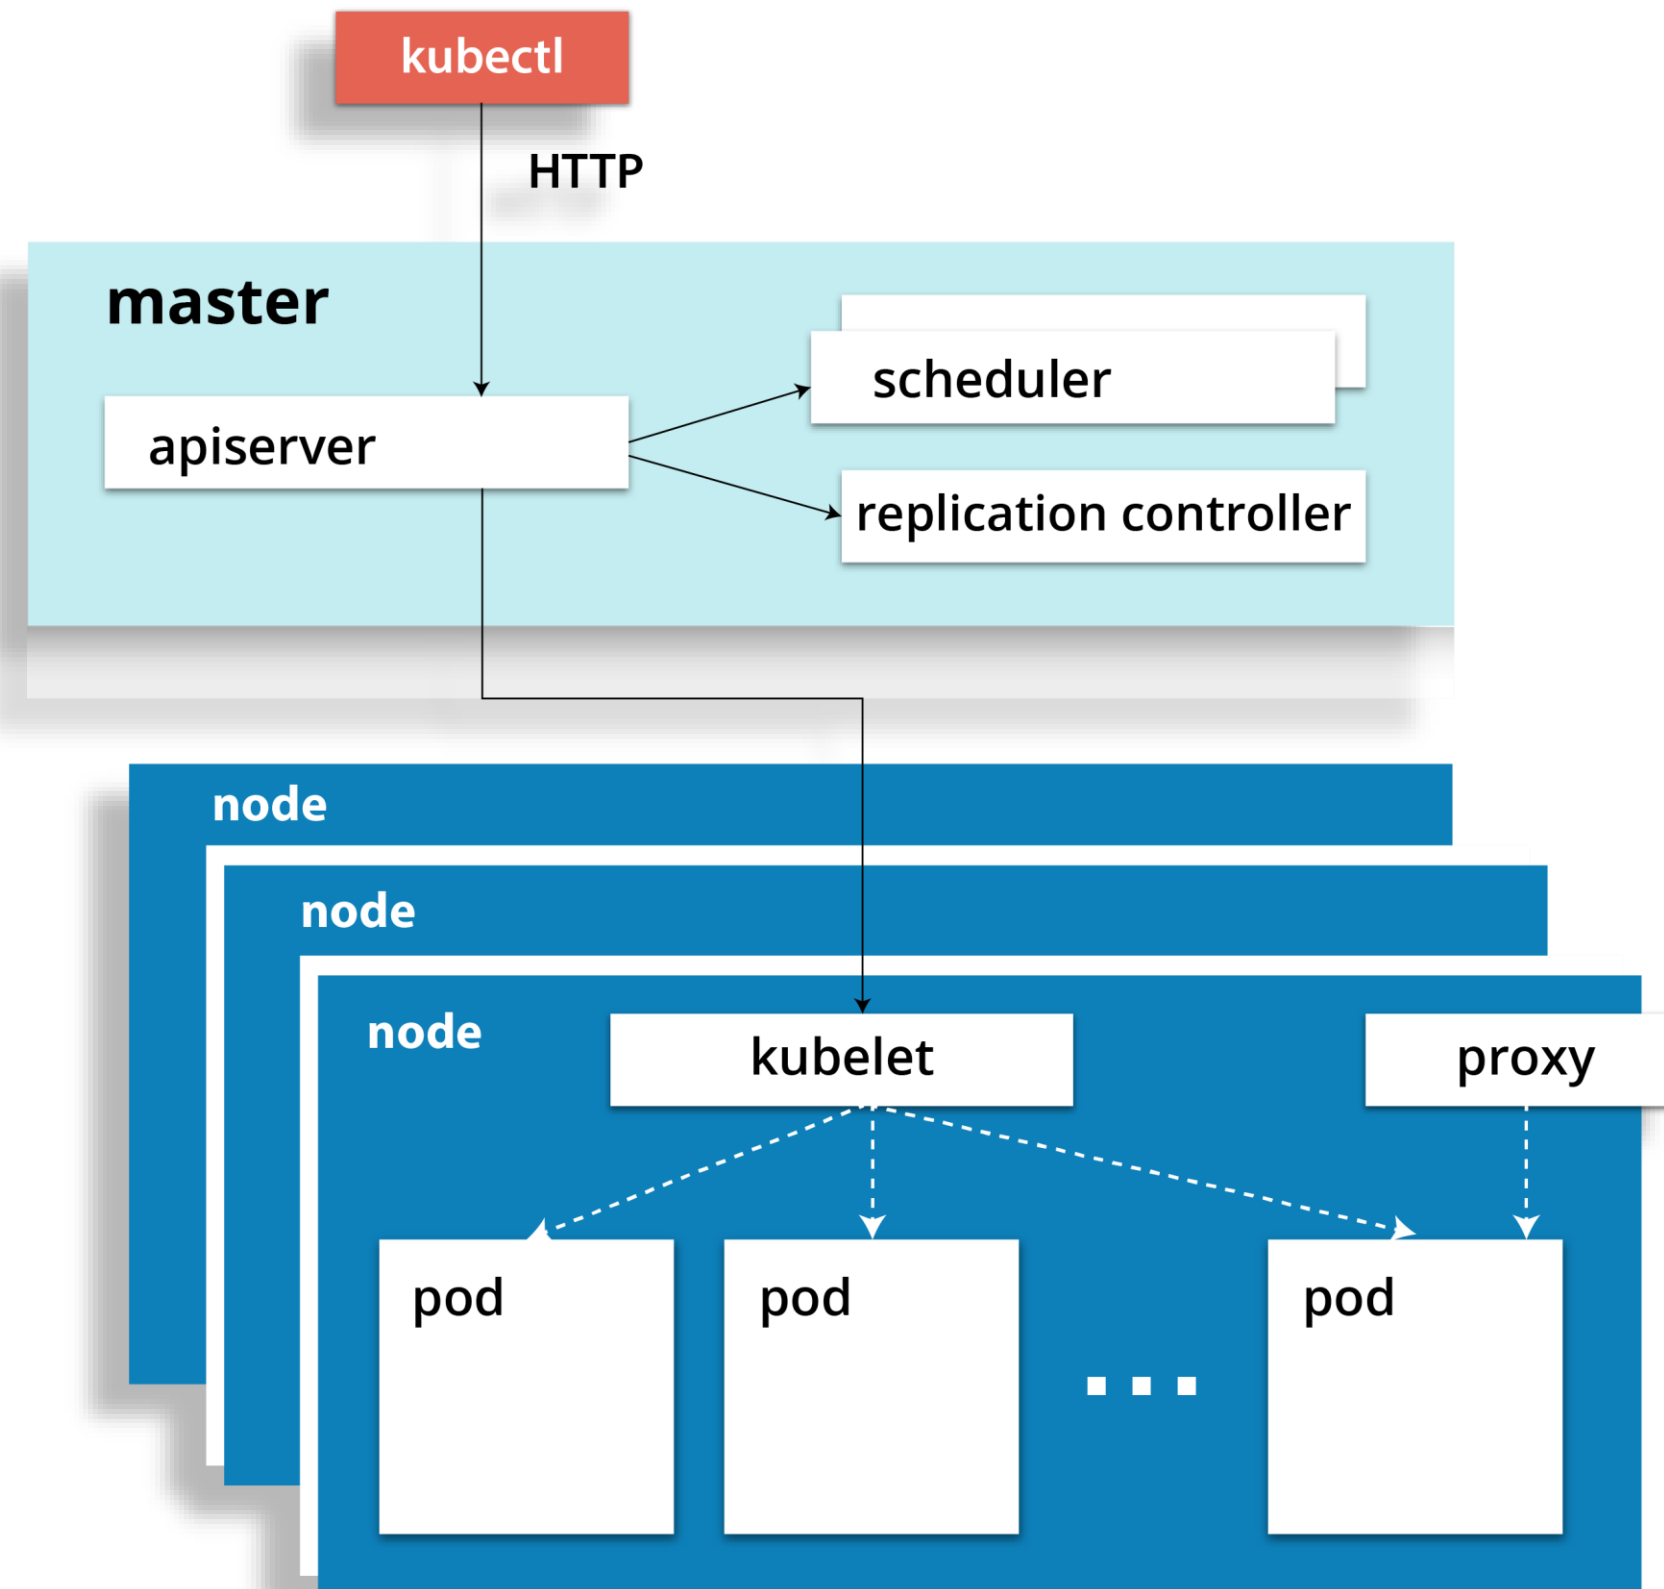 kubectl
HTTP
master
scheduler
apiserver
replication controller
node
node
node
kubelet
proxy
pod
pod
pod
...